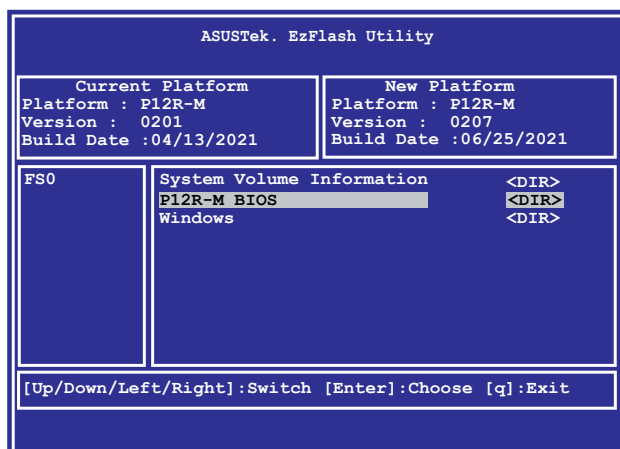 ASUSTek. EzFlash Utility
Current Platform
Platform : P12R-M
Version : 0201
Build Date :04/13/2021
New Platform
Platform : P12R-M
Version : 0207
Build Date :06/25/2021
FS0
System Volume Information <DIR>
P12R-M BIOS <DIR>
Windows <DIR>
[Up/Down/Left/Right]:Switch [Enter]:Choose [q]:Exit